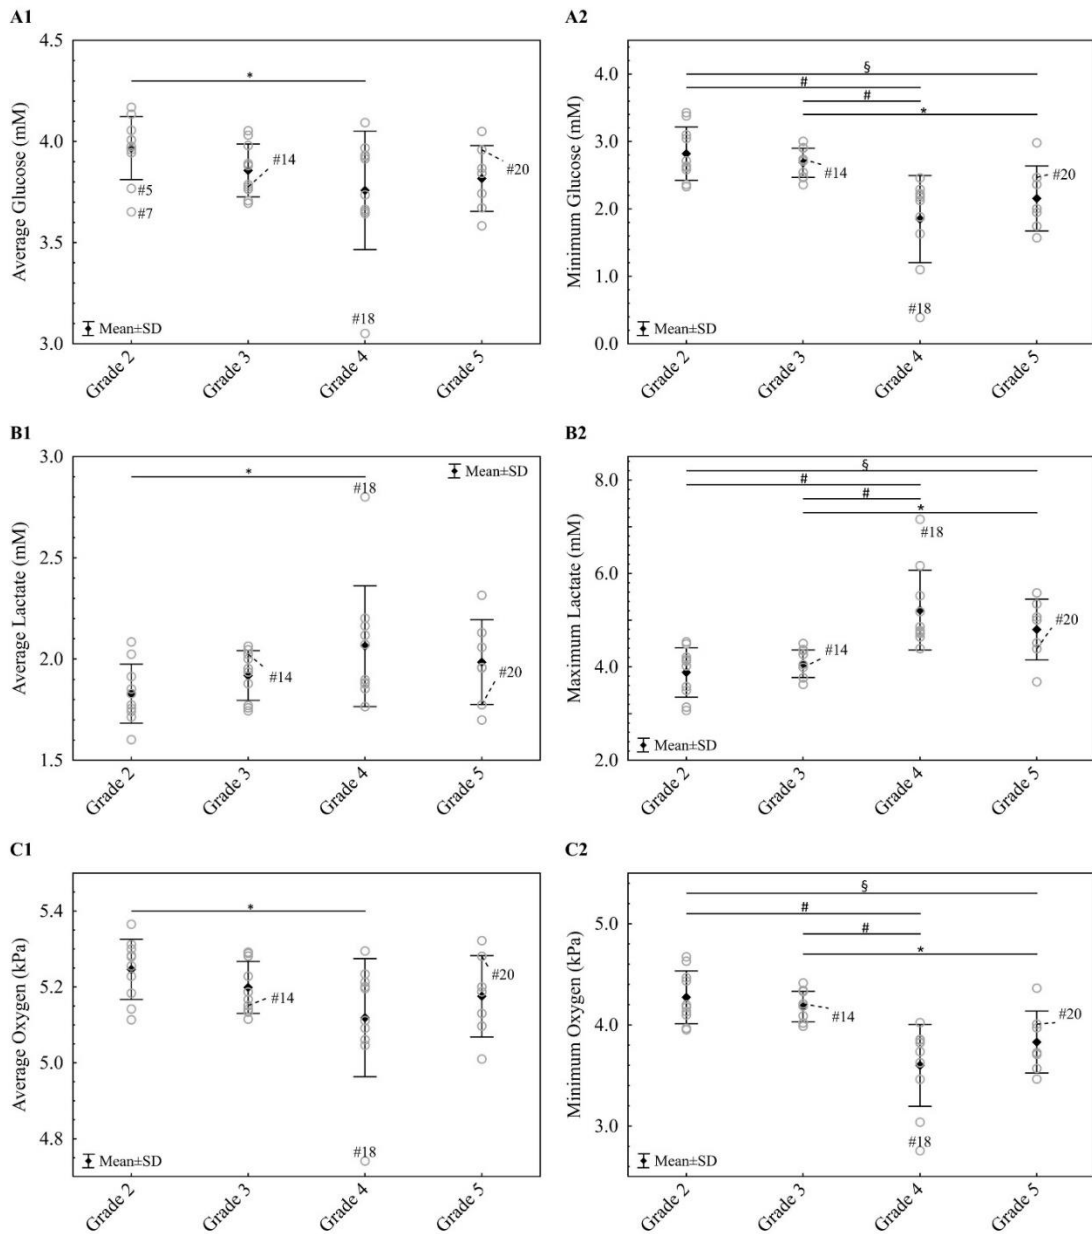 A1
4.5
4.0
3.5
3.0
Average Glucose (mM)
*
#5
#7
#14
#18
#20
Mean±SD
Grade 2
Grade 3
Grade 4
Grade 5
A2
4.0
3.0
2.0
1.0
0.0
Minimum Glucose (mM)
§
#
#
*
#14
#18
#20
Mean±SD
Grade 2
Grade 3
Grade 4
Grade 5
B1
3.0
2.5
2.0
1.5
Average Lactate (mM)
*
Mean±SD
#18
#14
#20
Grade 2
Grade 3
Grade 4
Grade 5
B2
8.0
6.0
4.0
2.0
Maximum Lactate (mM)
§
#
#
*
#18
#14
#20
Mean±SD
Grade 2
Grade 3
Grade 4
Grade 5
C1
5.4
5.2
5.0
4.8
Average Oxygen (kPa)
*
#14
#20
#18
Mean±SD
Grade 2
Grade 3
Grade 4
Grade 5
C2
5.0
4.0
3.0
Minimum Oxygen (kPa)
§
#
#
*
#14
#20
#18
Mean±SD
Grade 2
Grade 3
Grade 4
Grade 5